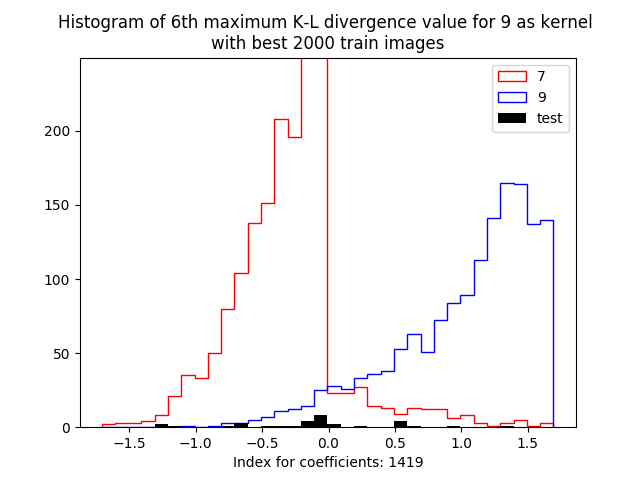 Histogram of 6th maximum K-L divergence value for 9 as kernel
with best 2000 train images
7
9
test
200
150
100
50
0
−1.5 −1.0 −0.5 0.0 0.5 1.0 1.5
Index for coefficients: 1419